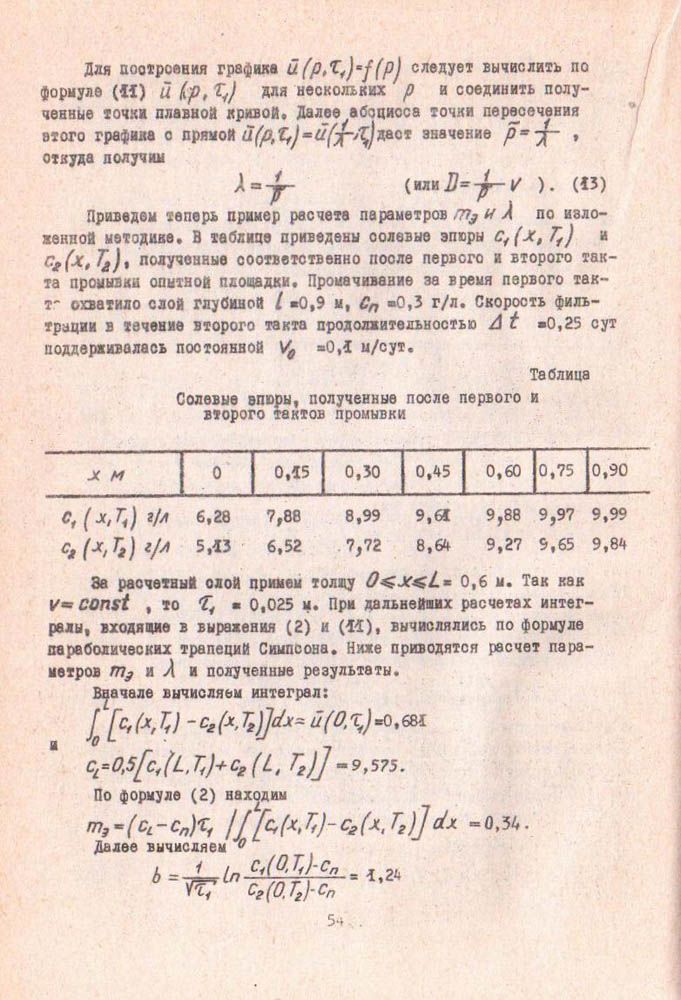 Для построения графика ū(p,τ₁)=f(p) следует вычислить по
формуле (11) ū(p,τ₁) для нескольких p и соединить полу-
ченные точки плавной кривой. Далее абсцисса точки пересечения
этого графика с прямой ū(p,τ₁)=ū(1/λ,τ₁) даст значение p̄=1/λ ,
откуда получим
λ=1/p̄ (или D=1/p̄ v ). (13)
Приведем теперь пример расчета параметров mэ и λ по изло-
женной методике. В таблице приведены солевые эпюры c₁(x,T₁) и
c₂(x,T₂), полученные соответственно после первого и второго так-
та промывки опытной площадки. Промачивание за время первого так-
та охватило слой глубиной l =0,9 м, cп =0,3 г/л. Скорость филь-
трации в течение второго такта продолжительностью Δt =0,25 сут
поддерживалась постоянной V₀ =0,1 м/сут.
Таблица
Солевые эпюры, полученные после первого и
второго тактов промывки
x м 0 0,15 0,30 0,45 0,60 0,75 0,90
c₁(x,T₁) г/л 6,28 7,88 8,99 9,61 9,88 9,97 9,99
c₂(x,T₂) г/л 5,13 6,52 7,72 8,64 9,27 9,65 9,84
За расчетный слой примем толщу 0⩽x⩽L= 0,6 м. Так как
v=const , то τ₁ = 0,025 м. При дальнейших расчетах интег-
ралы, входящие в выражения (2) и (11), вычислялись по формуле
параболических трапеций Симпсона. Ниже приводятся расчет пара-
метров mэ и λ и полученные результаты.
Вначале вычисляем интеграл:
∫₀ᴸ[c₁(x,T₁)-c₂(x,T₂)]dx= ū(0,τ₁)=0,681
и
cL=0,5[c₁(L,T₁)+c₂(L,T₂)] =9,575.
По формуле (2) находим
mэ=(cL-cп)τ₁ /∫₀ᴸ[c₁(x,T₁)-c₂(x,T₂)] dx =0,34.
Далее вычисляем
b = 1/√τ₁ ln (c₁(0,T₁)-cп)/(c₂(0,T₂)-cп) = 1,24
54